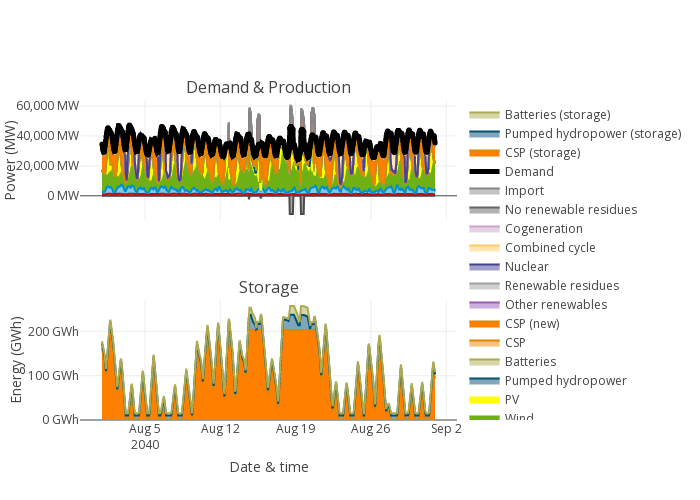 Demand & Production
Power (MW)
60,000 MW
40,000 MW
20,000 MW
0 MW
Storage
Energy (GWh)
200 GWh
100 GWh
0 GWh
Aug 5
2040
Aug 12
Aug 19
Aug 26
Sep 2
Date & time
Batteries (storage)
Pumped hydropower (storage)
CSP (storage)
Demand
Import
No renewable residues
Cogeneration
Combined cycle
Nuclear
Renewable residues
Other renewables
CSP (new)
CSP
Batteries
Pumped hydropower
PV
Wind